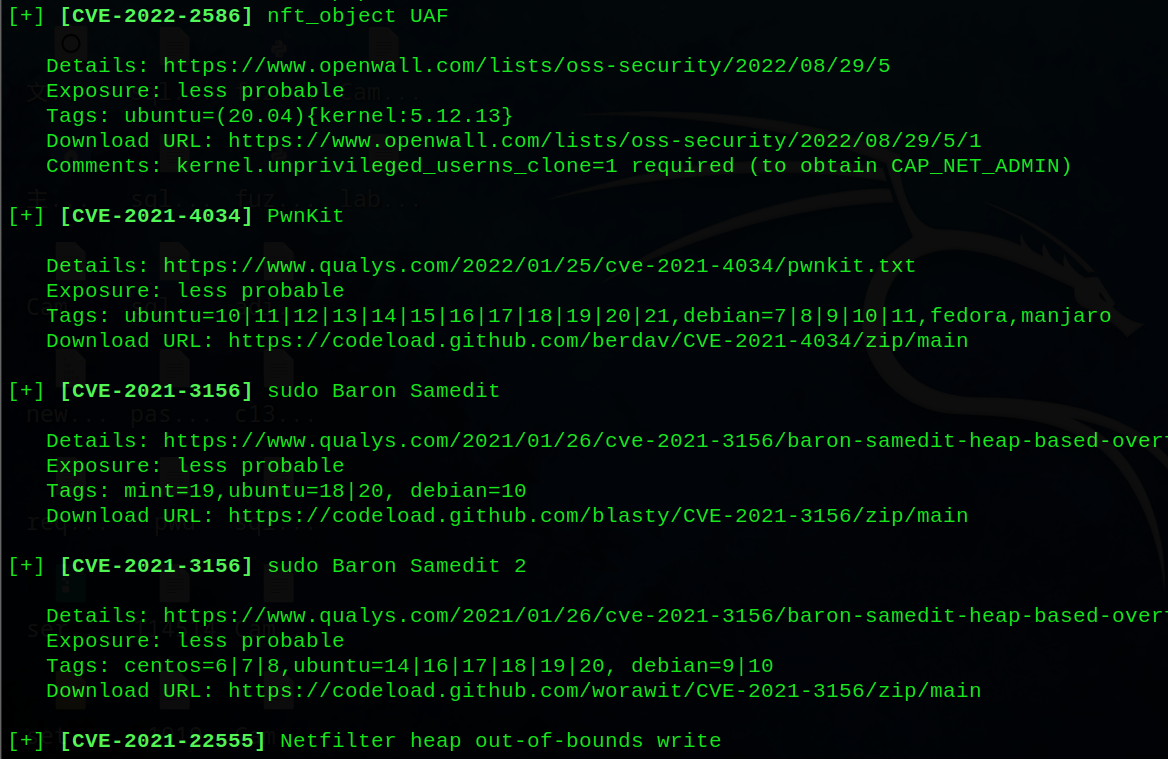 [+] [CVE-2022-2586] nft_object UAF
Details: https://www.openwall.com/lists/oss-security/2022/08/29/5
Exposure: less probable
Tags: ubuntu=(20.04){kernel:5.12.13}
Download URL: https://www.openwall.com/lists/oss-security/2022/08/29/5/1
Comments: kernel.unprivileged_userns_clone=1 required (to obtain CAP_NET_ADMIN)
[+] [CVE-2021-4034] PwnKit
Details: https://www.qualys.com/2022/01/25/cve-2021-4034/pwnkit.txt
Exposure: less probable
Tags: ubuntu=10|11|12|13|14|15|16|17|18|19|20|21,debian=7|8|9|10|11,fedora,manjaro
Download URL: https://codeload.github.com/berdav/CVE-2021-4034/zip/main
[+] [CVE-2021-3156] sudo Baron Samedit
Details: https://www.qualys.com/2021/01/26/cve-2021-3156/baron-samedit-heap-based-over
Exposure: less probable
Tags: mint=19,ubuntu=18|20, debian=10
Download URL: https://codeload.github.com/blasty/CVE-2021-3156/zip/main
[+] [CVE-2021-3156] sudo Baron Samedit 2
Details: https://www.qualys.com/2021/01/26/cve-2021-3156/baron-samedit-heap-based-over
Exposure: less probable
Tags: centos=6|7|8,ubuntu=14|16|17|18|19|20, debian=9|10
Download URL: https://codeload.github.com/worawit/CVE-2021-3156/zip/main
[+] [CVE-2021-22555] Netfilter heap out-of-bounds write